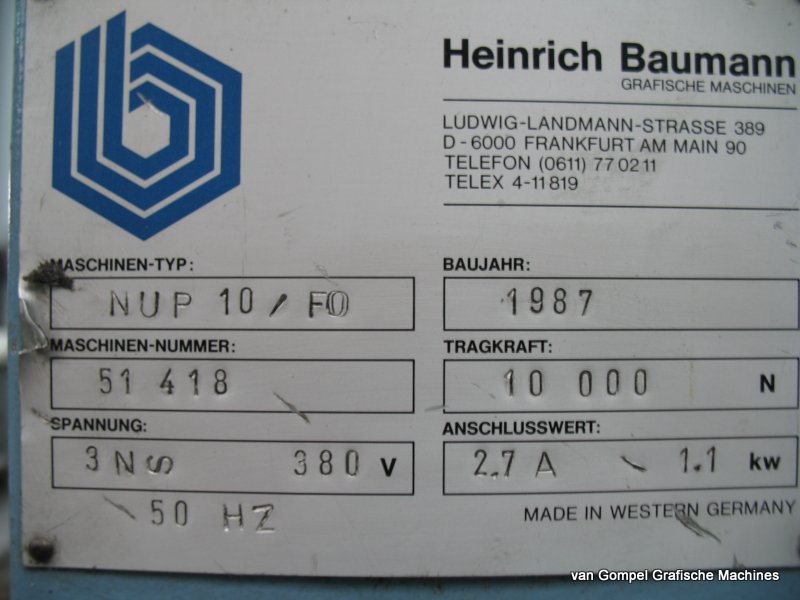 Heinrich Baumann
GRAFISCHE MASCHINEN
LUDWIG-LANDMANN-STRASSE 389
D-6000 FRANKFURT AM MAIN 90
TELEFON (0611) 77 02 11
TELEX 4-11 819
MASCHINEN-TYP:
NUP 10 / FO
BAUJAHR:
1987
MASCHINEN-NUMMER:
51 418
TRAGKRAFT:
10 000 N
SPANNUNG:
3 N ∽ 380 V
50 HZ
ANSCHLUSSWERT:
2.7 A 1.1 kw
MADE IN WESTERN GERMANY
van Gompel Grafische Machines